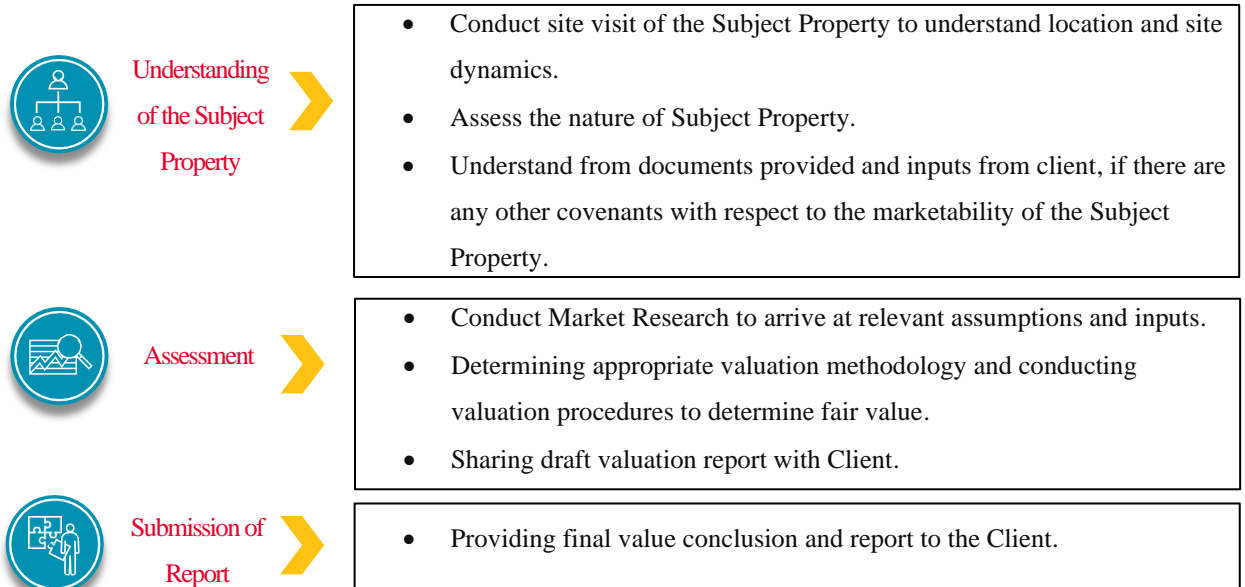 Understanding
of the Subject
Property
• Conduct site visit of the Subject Property to understand location and site
dynamics.
• Assess the nature of Subject Property.
• Understand from documents provided and inputs from client, if there are
any other covenants with respect to the marketability of the Subject
Property.
Assessment
• Conduct Market Research to arrive at relevant assumptions and inputs.
• Determining appropriate valuation methodology and conducting
valuation procedures to determine fair value.
• Sharing draft valuation report with Client.
Submission of
Report
• Providing final value conclusion and report to the Client.